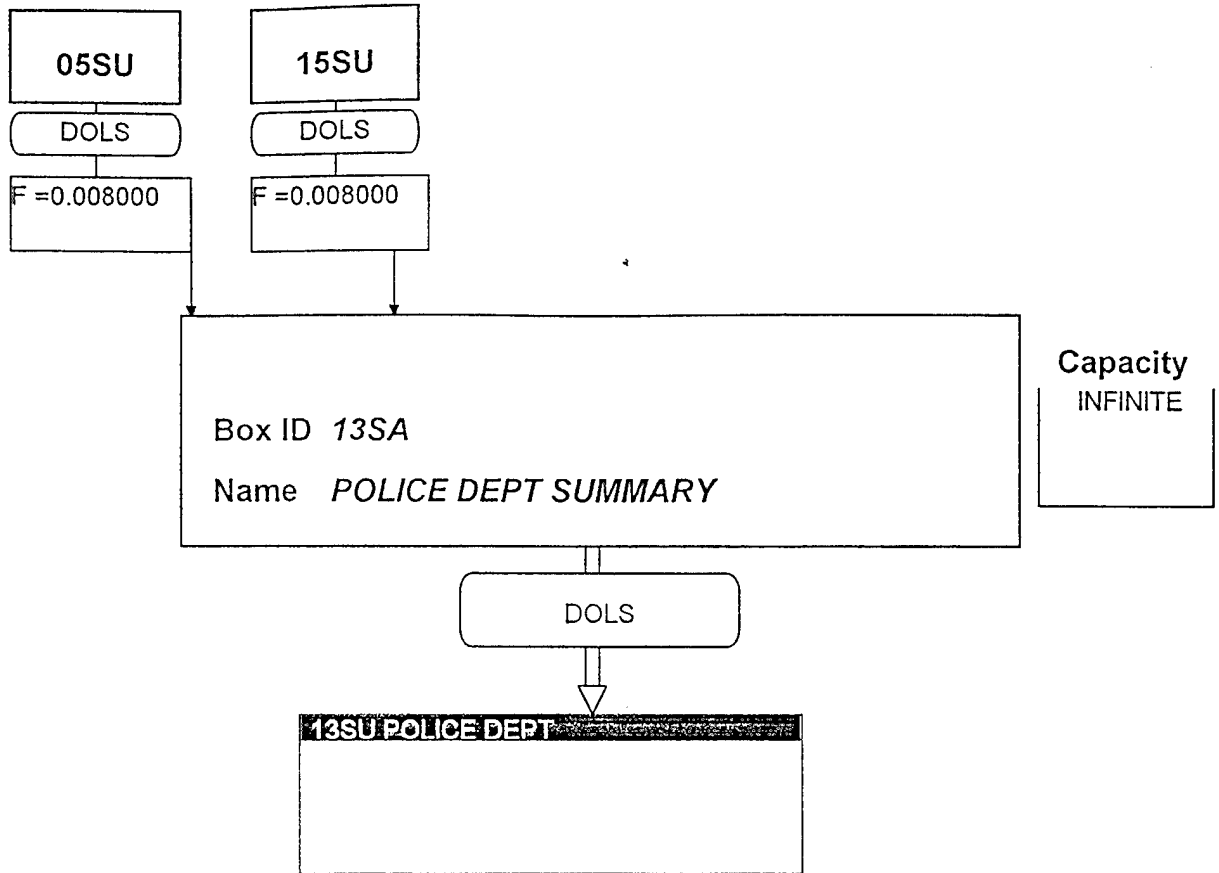 05SU
15SU
DOLS
DOLS
F =0.008000
F =0.008000
Capacity
INFINITE
Box ID 13SA
Name POLICE DEPT SUMMARY
DOLS
13SU POLICE DEPT